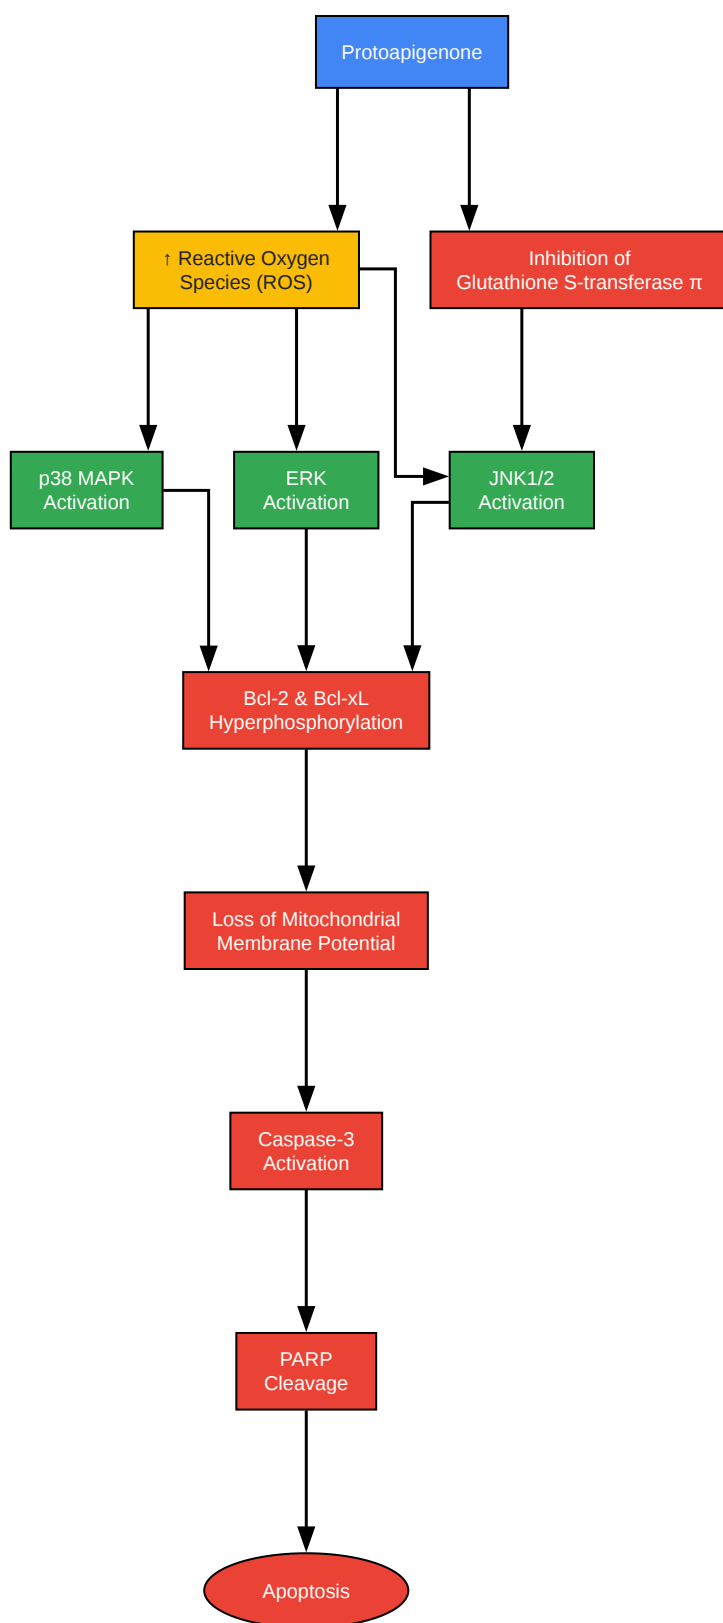 Protoapigenone
↑ Reactive Oxygen
Species (ROS)
Inhibition of
Glutathione S-transferase π
p38 MAPK
Activation
ERK
Activation
JNK1/2
Activation
Bcl-2 & Bcl-xL
Hyperphosphorylation
Loss of Mitochondrial
Membrane Potential
Caspase-3
Activation
PARP
Cleavage
Apoptosis